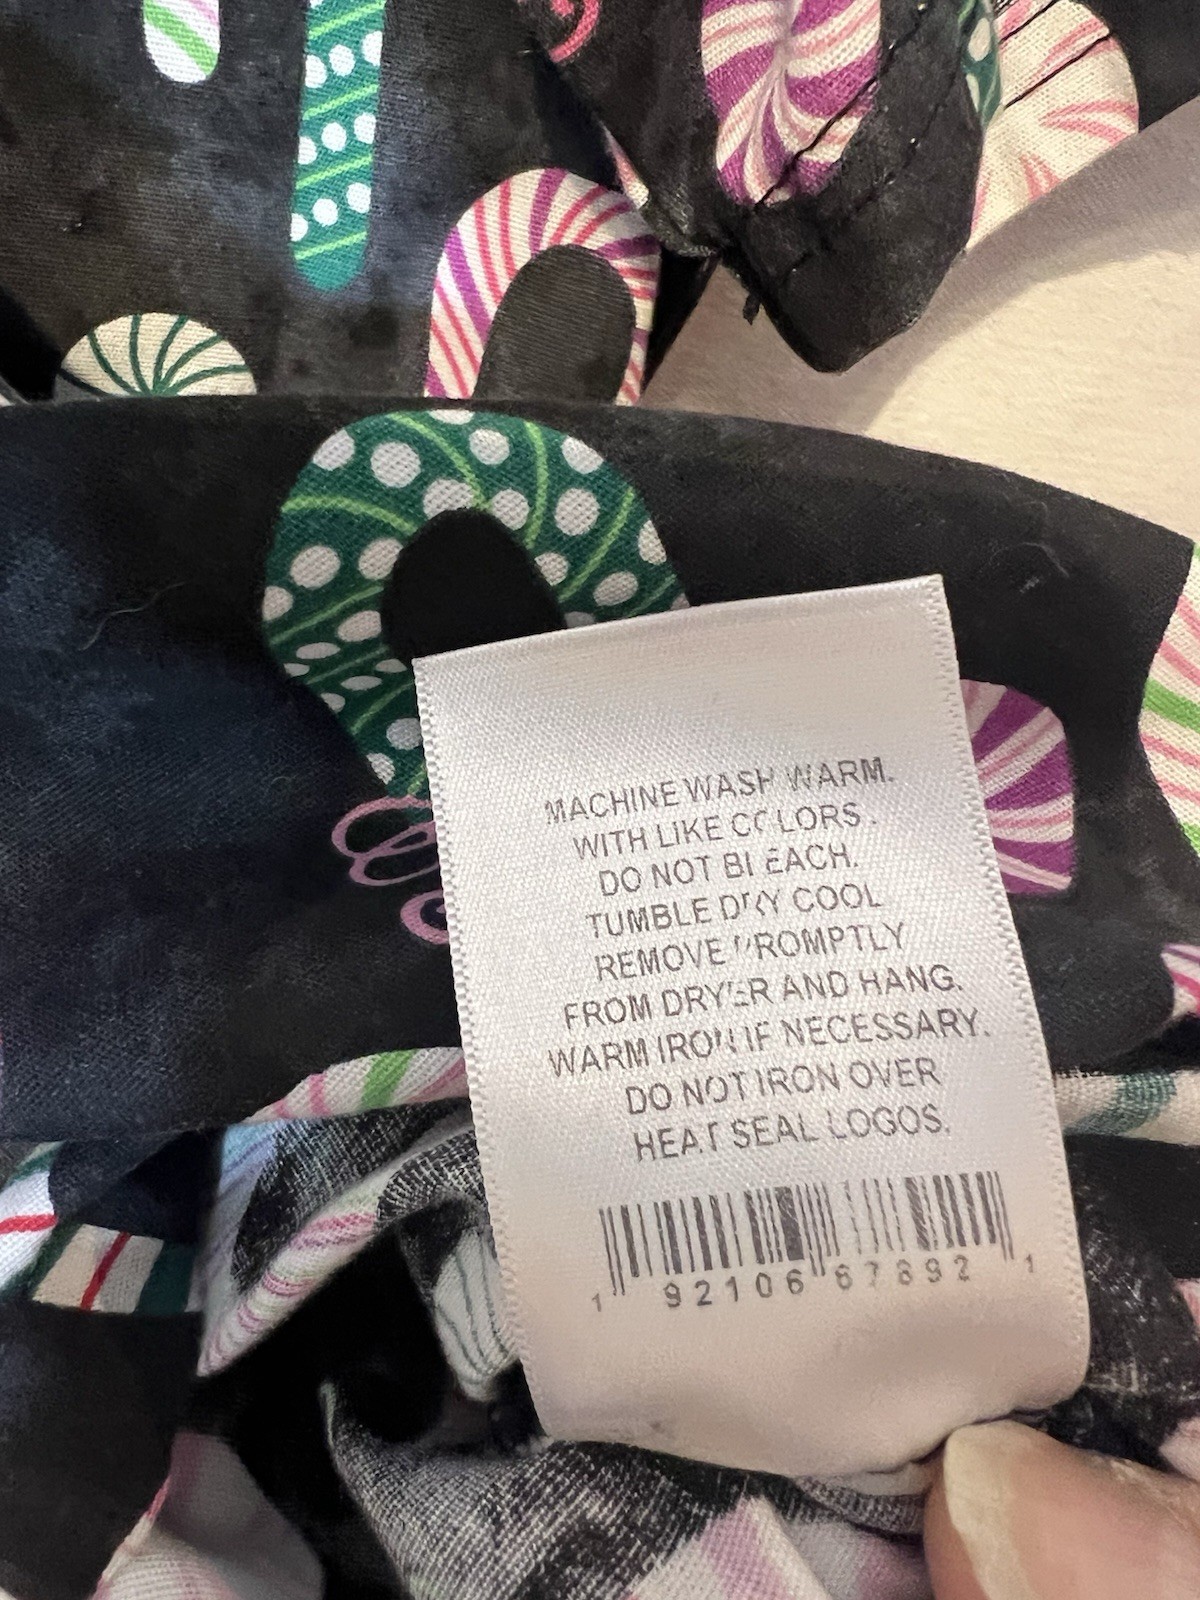 MACHINE WASH WARM.
WITH LIKE COLORS.
DO NOT BLEACH.
TUMBLE DRY COOL
REMOVE PROMPTLY
FROM DRYER AND HANG.
WARM IRON IF NECESSARY.
DO NOT IRON OVER
HEAT SEAL LOGOS.
1 92106 67892 1